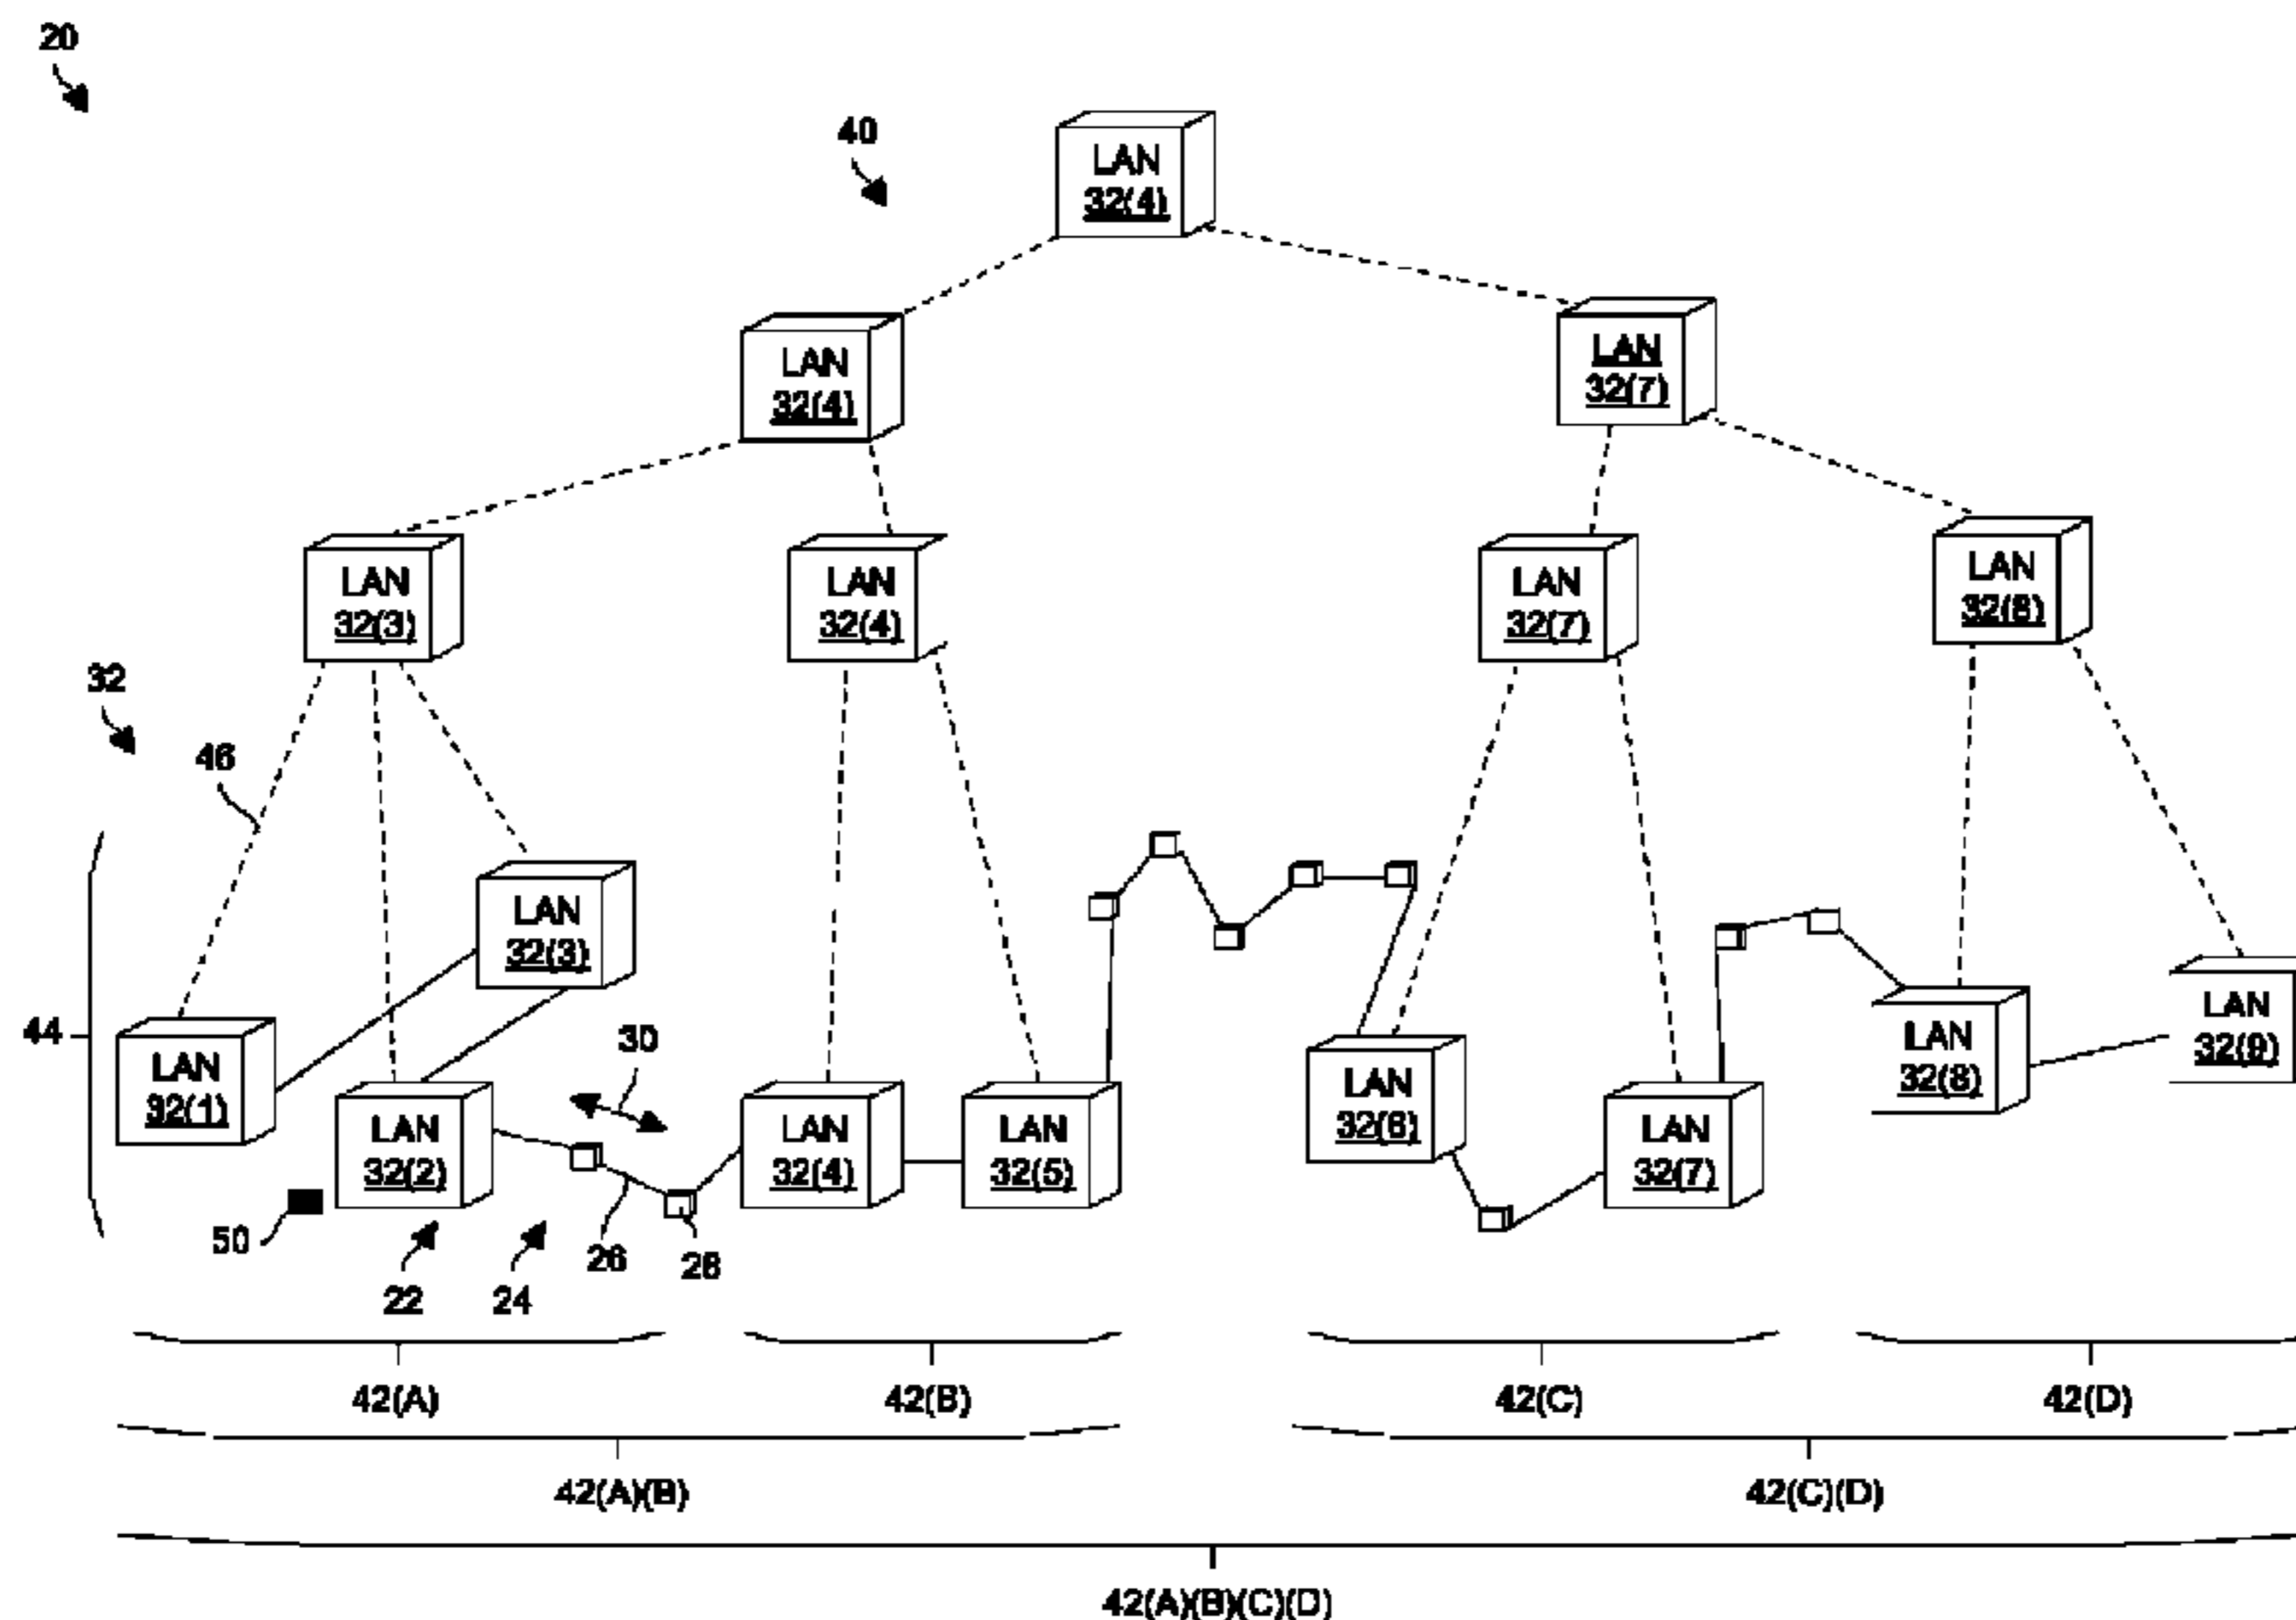 20
40
LAN
32(4)
LAN
32(4)
LAN
32(7)
LAN
32(3)
LAN
32(4)
LAN
32(7)
LAN
32(8)
32
46
LAN
32(3)
44
LAN
32(1)
30
LAN
32(2)
LAN
32(4)
LAN
32(5)
LAN
32(6)
LAN
32(7)
LAN
32(8)
LAN
32(9)
50
22
24
26
28
42(A)
42(B)
42(C)
42(D)
42(A)(B)
42(C)(D)
42(A)(B)(C)(D)